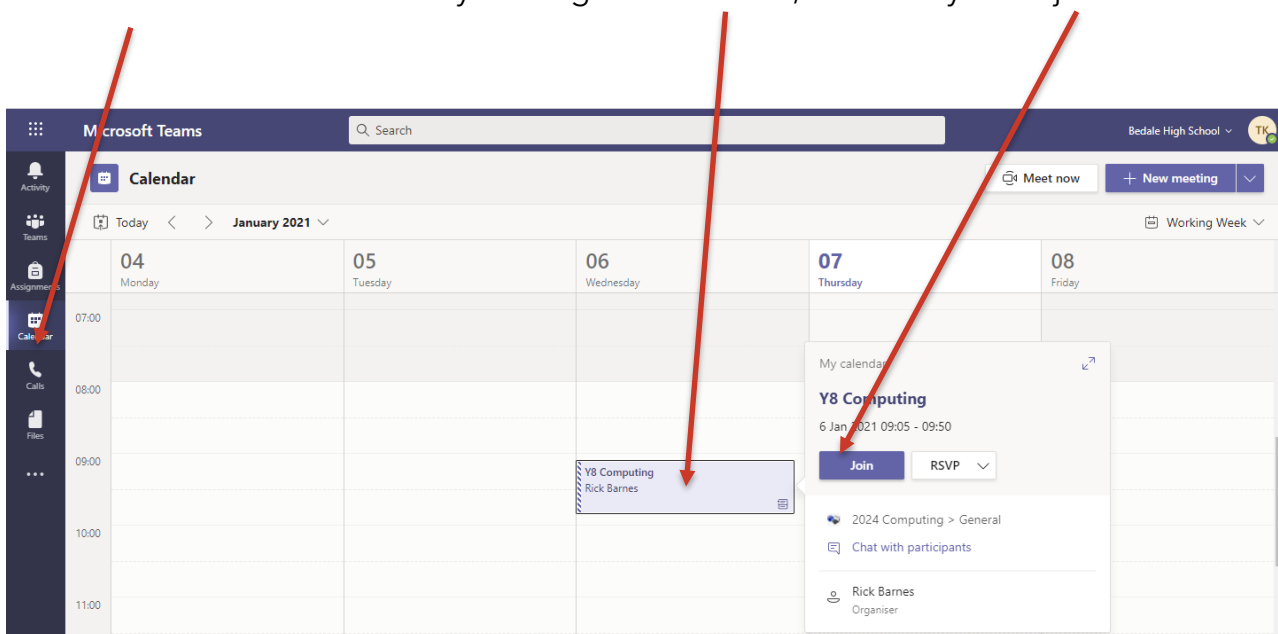 Microsoft Teams
Search
Bedale High School
TK
Activity
Calendar
Meet now
+ New meeting
Today < > January 2021
Working Week
Teams
04
Monday
05
Tuesday
06
Wednesday
07
Thursday
08
Friday
Assignments
Calendar
07:00
Calls
08:00
Files
09:00
10:00
11:00
Y8 Computing
Rick Barnes
My calendar
Y8 Computing
6 Jan 2021 09:05 - 09:50
Join
RSVP
2024 Computing > General
Chat with participants
Rick Barnes
Organiser